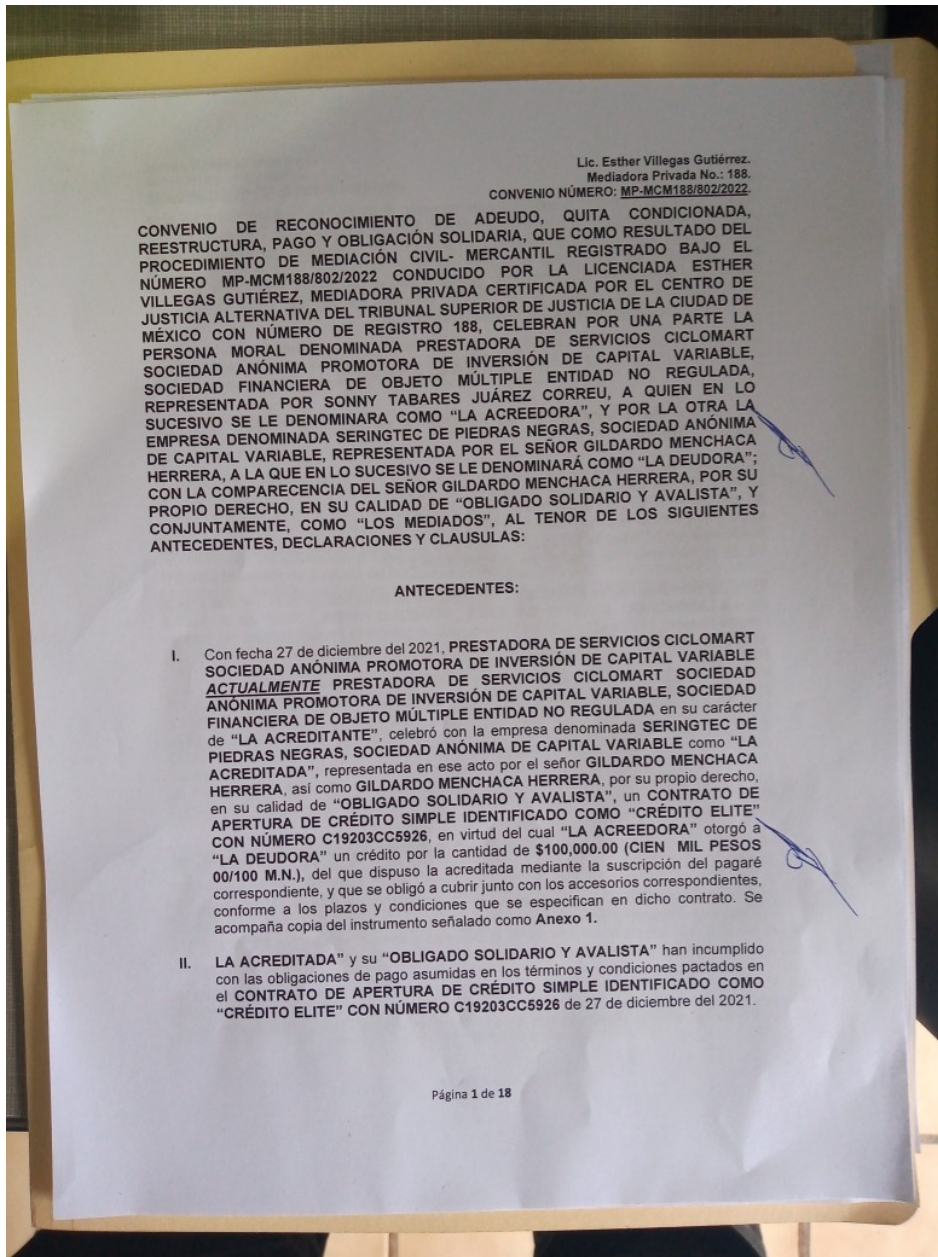 Lic. Esther Villegas Gutiérrez.
Mediadora Privada No.: 188.
CONVENIO NÚMERO: MP-MCM188/802/2022.
CONVENIO DE RECONOCIMIENTO DE ADEUDO, QUITA CONDICIONADA,
REESTRUCTURA, PAGO Y OBLIGACIÓN SOLIDARIA, QUE COMO RESULTADO DEL
PROCEDIMIENTO DE MEDIACIÓN CIVIL- MERCANTIL REGISTRADO BAJO EL
NÚMERO MP-MCM188/802/2022 CONDUCIDO POR LA LICENCIADA ESTHER
VILLEGAS GUTIÉREZ, MEDIADORA PRIVADA CERTIFICADA POR EL CENTRO DE
JUSTICIA ALTERNATIVA DEL TRIBUNAL SUPERIOR DE JUSTICIA DE LA CIUDAD DE
MÉXICO CON NÚMERO DE REGISTRO 188, CELEBRAN POR UNA PARTE LA
PERSONA MORAL DENOMINADA PRESTADORA DE SERVICIOS CICLOMART
SOCIEDAD ANÓNIMA PROMOTORA DE INVERSIÓN DE CAPITAL VARIABLE,
SOCIEDAD FINANCIERA DE OBJETO MÚLTIPLE ENTIDAD NO REGULADA,
REPRESENTADA POR SONNY TABARES JUÁREZ CORREU, A QUIEN EN LO
SUCESIVO SE LE DENOMINARA COMO “LA ACREEDORA”, Y POR LA OTRA LA
EMPRESA DENOMINADA SERINGTEC DE PIEDRAS NEGRAS, SOCIEDAD ANÓNIMA
DE CAPITAL VARIABLE, REPRESENTADA POR EL SEÑOR GILDARDO MENCHACA
HERRERA, A LA QUE EN LO SUCESIVO SE LE DENOMINARÁ COMO “LA DEUDORA”;
CON LA COMPARECENCIA DEL SEÑOR GILDARDO MENCHACA HERRERA, POR SU
PROPIO DERECHO, EN SU CALIDAD DE “OBLIGADO SOLIDARIO Y AVALISTA”, Y
CONJUNTAMENTE, COMO “LOS MEDIADOS”, AL TENOR DE LOS SIGUIENTES
ANTECEDENTES, DECLARACIONES Y CLAUSULAS:
ANTECEDENTES:
I. Con fecha 27 de diciembre del 2021, PRESTADORA DE SERVICIOS CICLOMART
SOCIEDAD ANÓNIMA PROMOTORA DE INVERSIÓN DE CAPITAL VARIABLE
ACTUALMENTE PRESTADORA DE SERVICIOS CICLOMART SOCIEDAD
ANÓNIMA PROMOTORA DE INVERSIÓN DE CAPITAL VARIABLE, SOCIEDAD
FINANCIERA DE OBJETO MÚLTIPLE ENTIDAD NO REGULADA en su carácter
de “LA ACREDITANTE”, celebró con la empresa denominada SERINGTEC DE
PIEDRAS NEGRAS, SOCIEDAD ANÓNIMA DE CAPITAL VARIABLE como “LA
ACREDITADA”, representada en ese acto por el señor GILDARDO MENCHACA
HERRERA, así como GILDARDO MENCHACA HERRERA, por su propio derecho,
en su calidad de “OBLIGADO SOLIDARIO Y AVALISTA”, un CONTRATO DE
APERTURA DE CRÉDITO SIMPLE IDENTIFICADO COMO “CRÉDITO ELITE”
CON NÚMERO C19203CC5926, en virtud del cual “LA ACREEDORA” otorgó a
“LA DEUDORA” un crédito por la cantidad de $100,000.00 (CIEN MIL PESOS
00/100 M.N.), del que dispuso la acreditada mediante la suscripción del pagaré
correspondiente, y que se obligó a cubrir junto con los accesorios correspondientes,
conforme a los plazos y condiciones que se especifican en dicho contrato. Se
acompaña copia del instrumento señalado como Anexo 1.
II. LA ACREDITADA” y su “OBLIGADO SOLIDARIO Y AVALISTA” han incumplido
con las obligaciones de pago asumidas en los términos y condiciones pactados en
el CONTRATO DE APERTURA DE CRÉDITO SIMPLE IDENTIFICADO COMO
“CRÉDITO ELITE” CON NÚMERO C19203CC5926 de 27 de diciembre del 2021.
Página 1 de 18